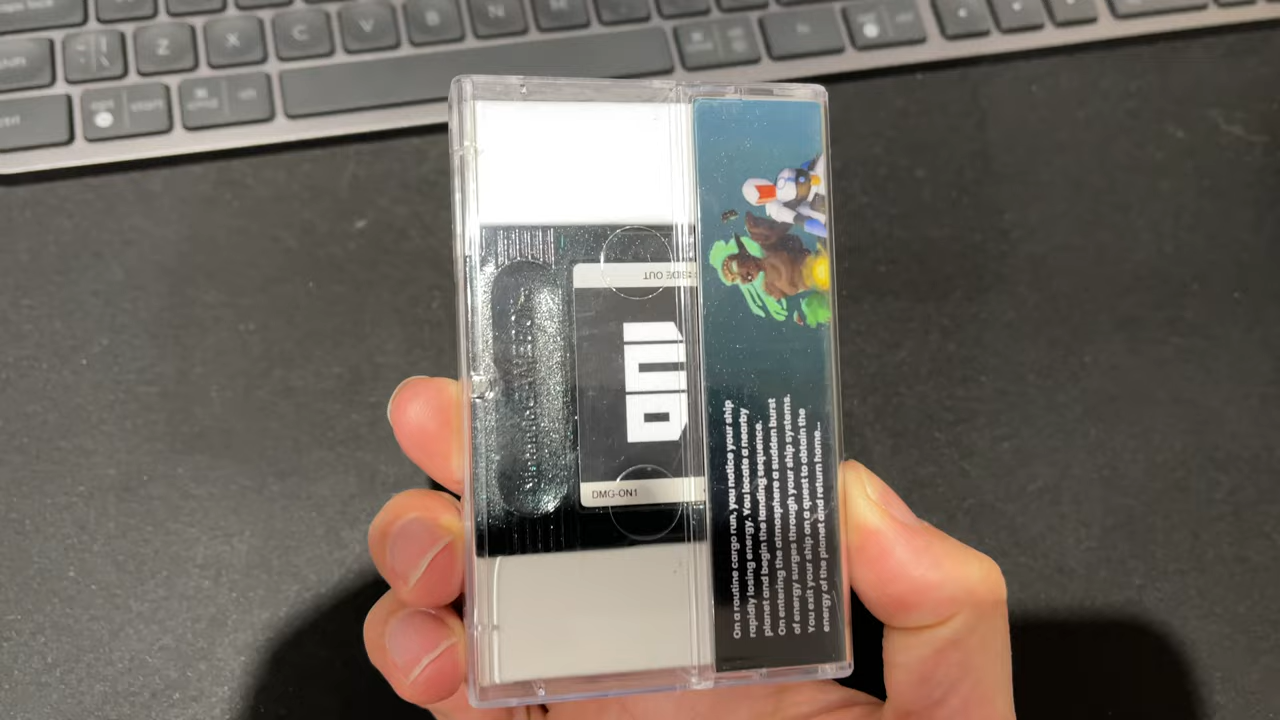 Z
X
C
V
B
N
M
THIS SIDE OUT
DMG-ON1
On a routine cargo run, you notice your ship
rapidly losing energy. You locate a nearby
planet and begin the landing sequence.
On entering the atmosphere a sudden burst
of energy surges through your ship systems.
You exit your ship on a quest to obtain the
energy of the planet and return home...